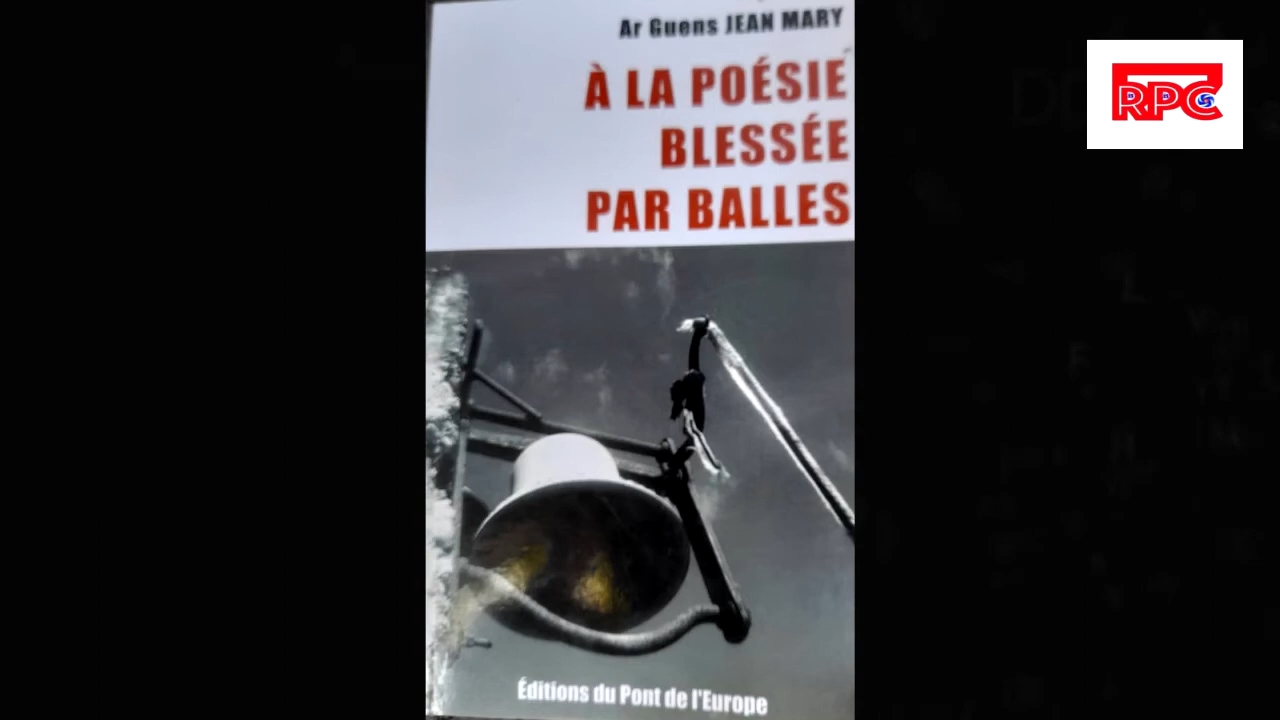 Ar Guens JEAN MARY
À LA POÉSIE
BLESSÉE
PAR BALLES
Éditions du Pont de l'Europe
RPC